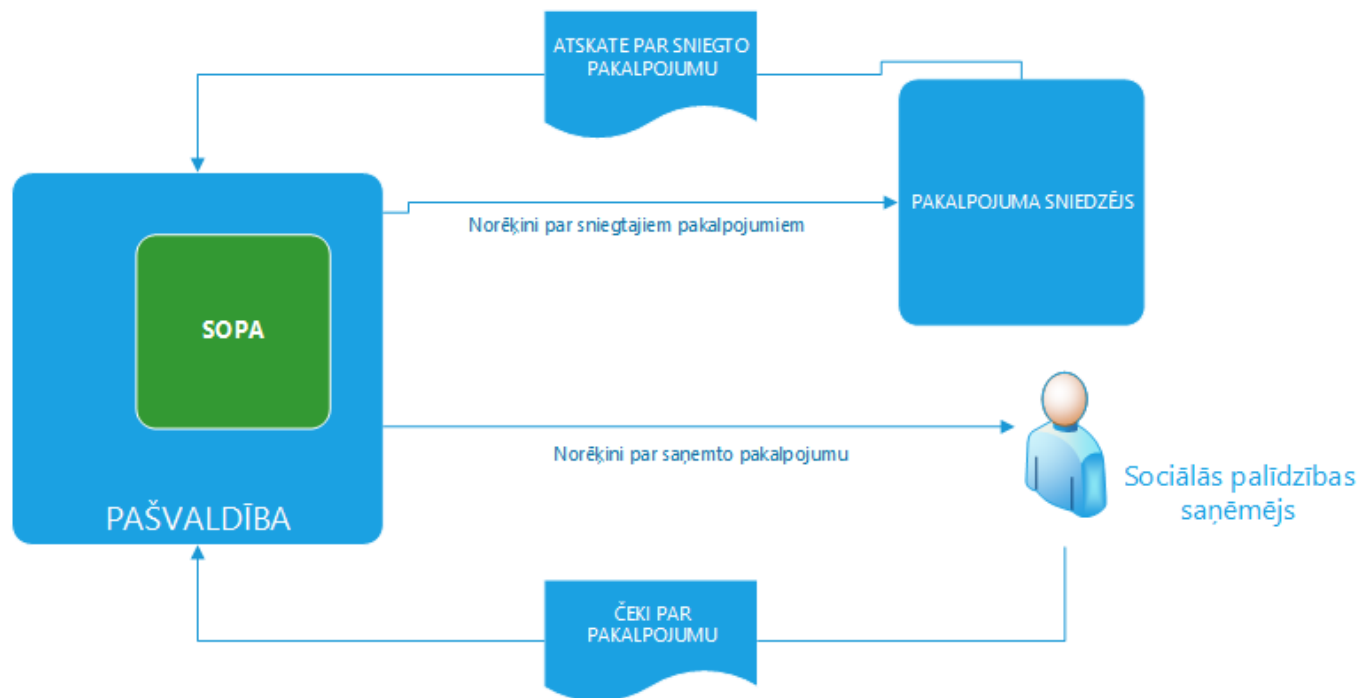 ATSKATE PAR SNIEGTO
PAKALPOJUMU
PAKALPOJUMA SNIEDZĒJS
Norēķini par sniegtajiem pakalpojumiem
SOPA
Norēķini par saņemto pakalpojumu
Sociālās palīdzības
saņēmējs
PAŠVALDĪBA
ČEKI PAR
PAKALPOJUMU